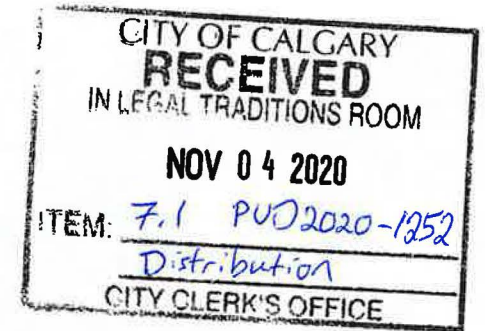 CITY OF CALGARY
RECEIVED
IN LEGAL TRADITIONS ROOM
NOV 04 2020
ITEM: 7.1 PUD2020-1252
Distribution
CITY CLERK'S OFFICE